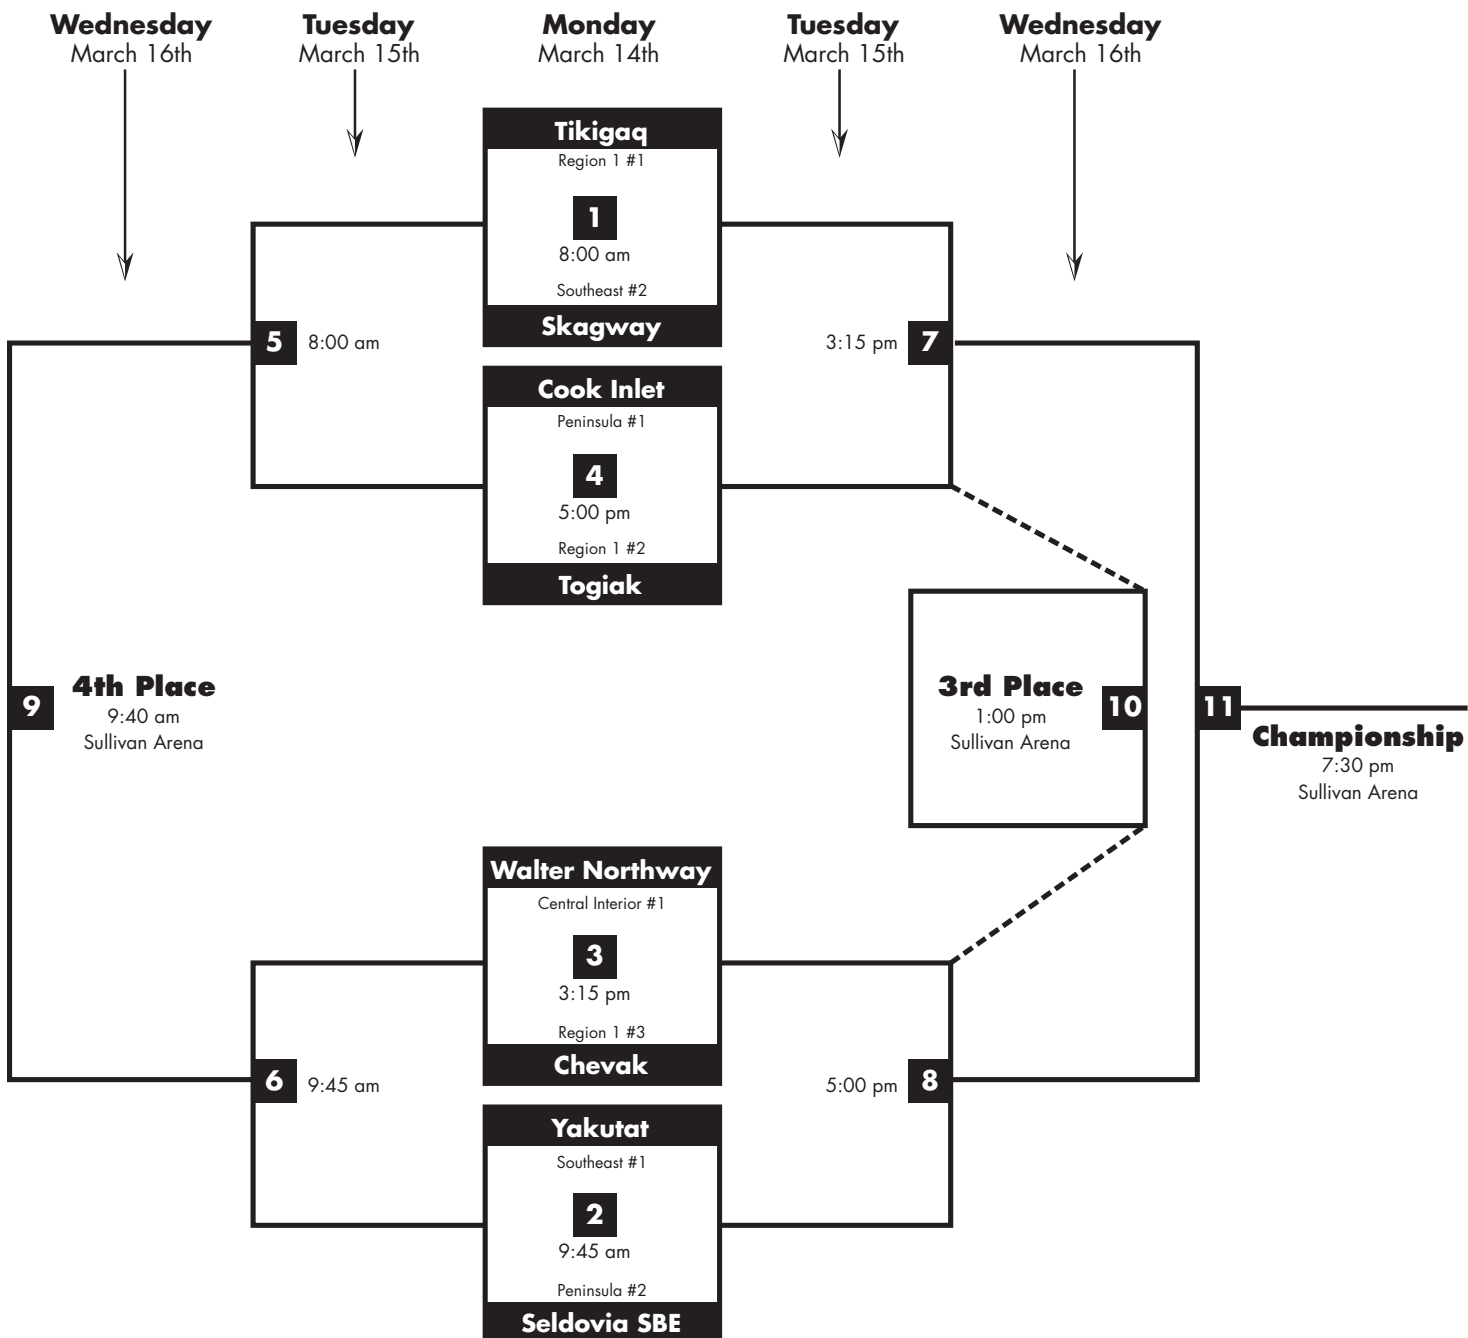 Wednesday
March 16th
Tuesday
March 15th
Monday
March 14th
Tuesday
March 15th
Wednesday
March 16th
Tikigaq
Region 1 #1
1
8:00 am
Southeast #2
Skagway
5
8:00 am
3:15 pm
7
Cook Inlet
Peninsula #1
4
5:00 pm
Region 1 #2
Togiak
9
4th Place
9:40 am
Sullivan Arena
3rd Place
1:00 pm
Sullivan Arena
10
11
Championship
7:30 pm
Sullivan Arena
Walter Northway
Central Interior #1
3
3:15 pm
Region 1 #3
Chevak
6
9:45 am
5:00 pm
8
Yakutat
Southeast #1
2
9:45 am
Peninsula #2
Seldovia SBE